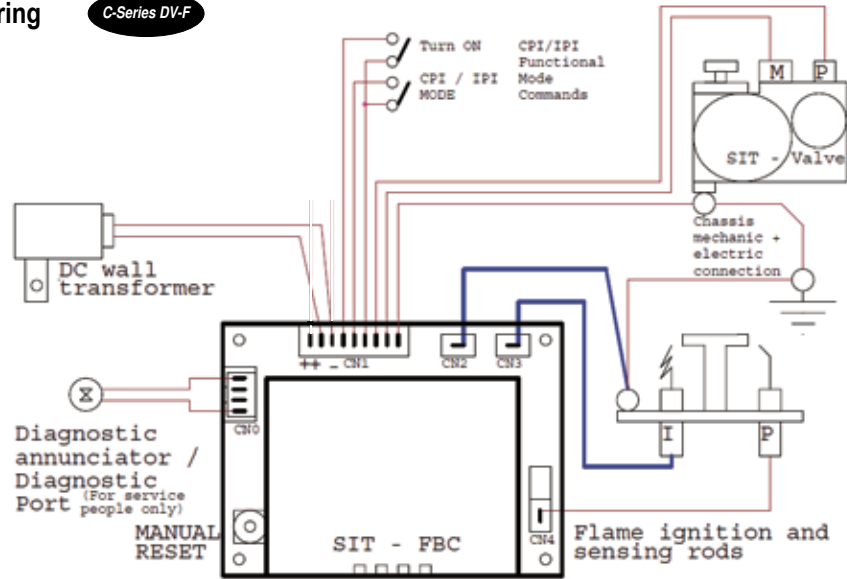 ring
C-Series DV-F
Turn ON
CPI / IPI
MODE
CPI/IPI
Functional
Mode
Commands
M
P
SIT - Valve
Chassis
mechanic +
electric
connection
DC wall
transformer
++ - CN1
CN2
CN3
CN0
Diagnostic
annunciator /
Diagnostic
Port (For service
people only)
I
P
MANUAL
RESET
SIT - FBC
CN4
Flame ignition and
sensing rods